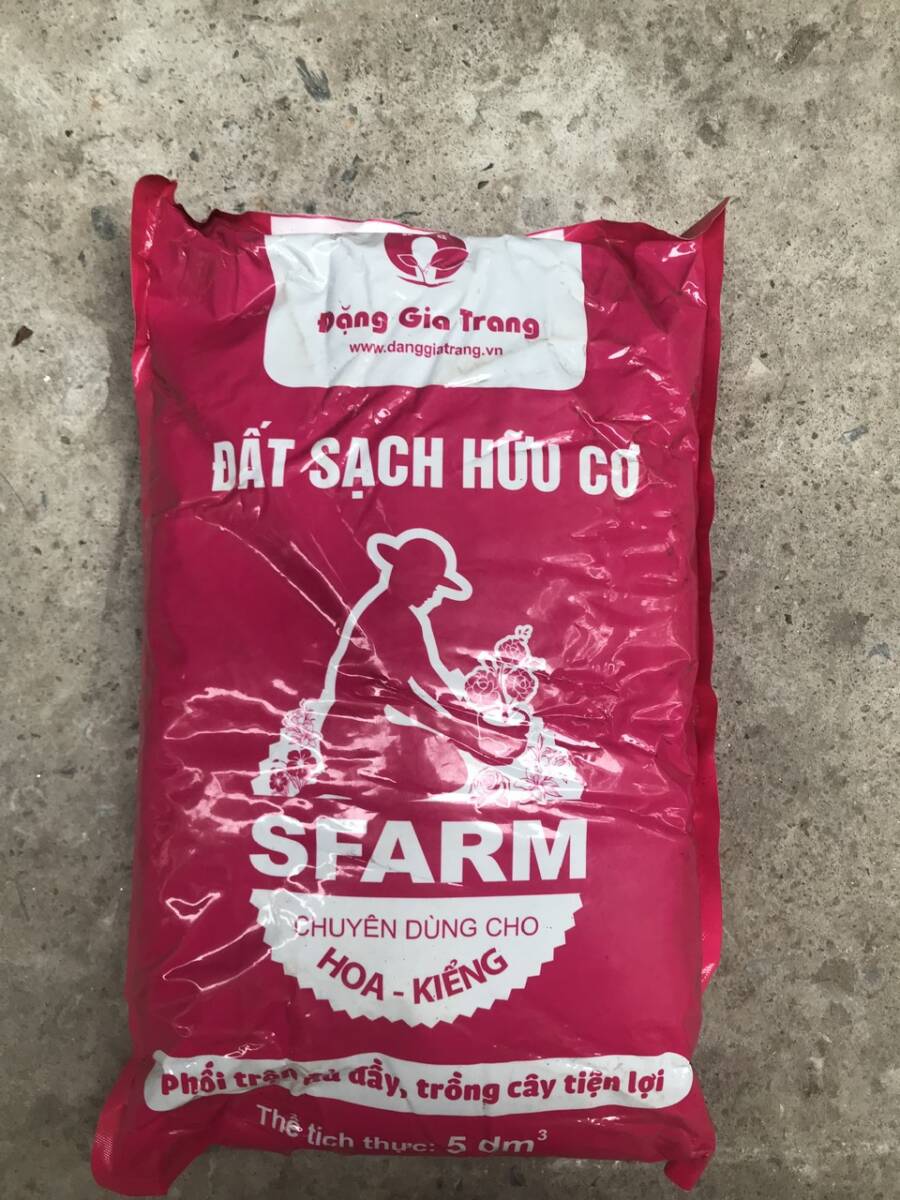 Đặng Gia Trang
www.danggiatrang.vn
ĐẤT SẠCH HỮU CƠ
SFARM
CHUYÊN DÙNG CHO
HOA - KIỂNG
Phối trộn đầy, trồng cây tiện lợi
Thể tích thực: 5 dm³